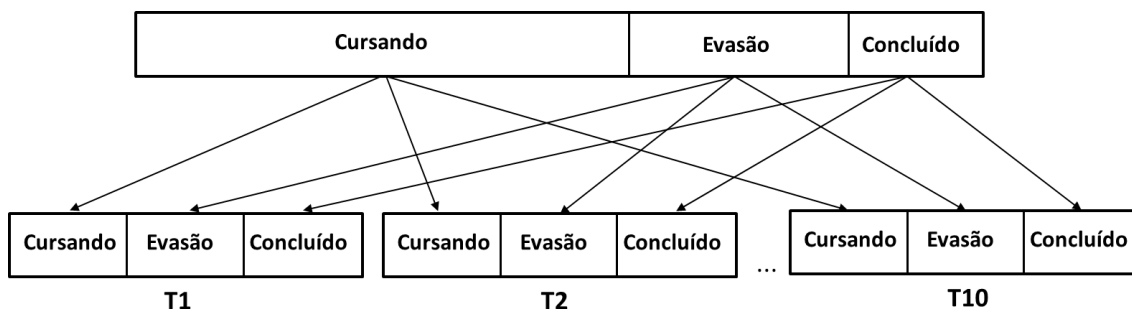 Cursando Evasão Concluído
Cursando Evasão Concluído Cursando Evasão Concluído ... Cursando Evasão Concluído
T1 T2 T10